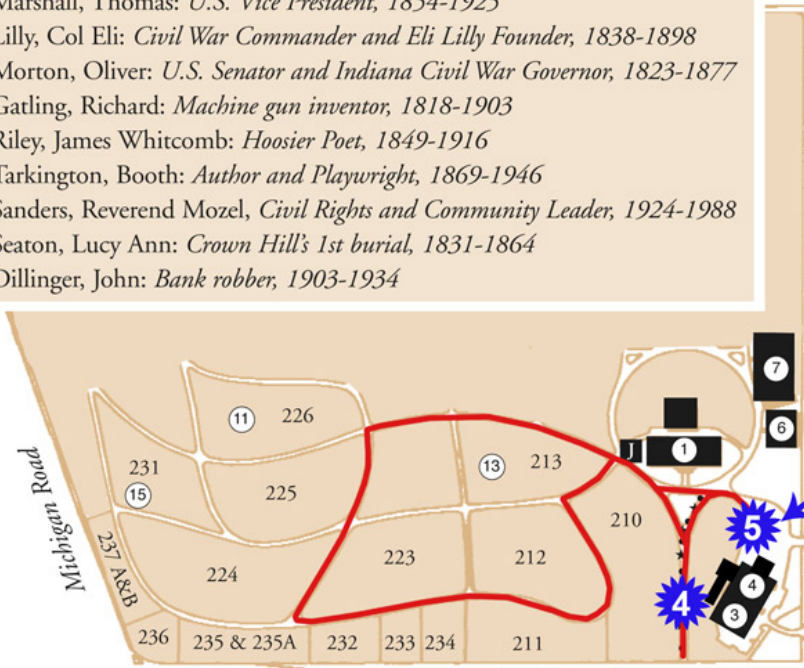 Marshall, Thomas: U.S. Vice President, 1854-1925
Lilly, Col Eli: Civil War Commander and Eli Lilly Founder, 1838-1898
Morton, Oliver: U.S. Senator and Indiana Civil War Governor, 1823-1877
Gatling, Richard: Machine gun inventor, 1818-1903
Riley, James Whitcomb: Hoosier Poet, 1849-1916
Tarkington, Booth: Author and Playwright, 1869-1946
Sanders, Reverend Mozel, Civil Rights and Community Leader, 1924-1988
Seaton, Lucy Ann: Crown Hill's 1st burial, 1831-1864
Dillinger, John: Bank robber, 1903-1934
7
11 226
6
J 1
231
13 213
15
225
210
5
Michigan Road
237 A&B
223
212
224
4
4
3
236
235 & 235A
232
233
234
211